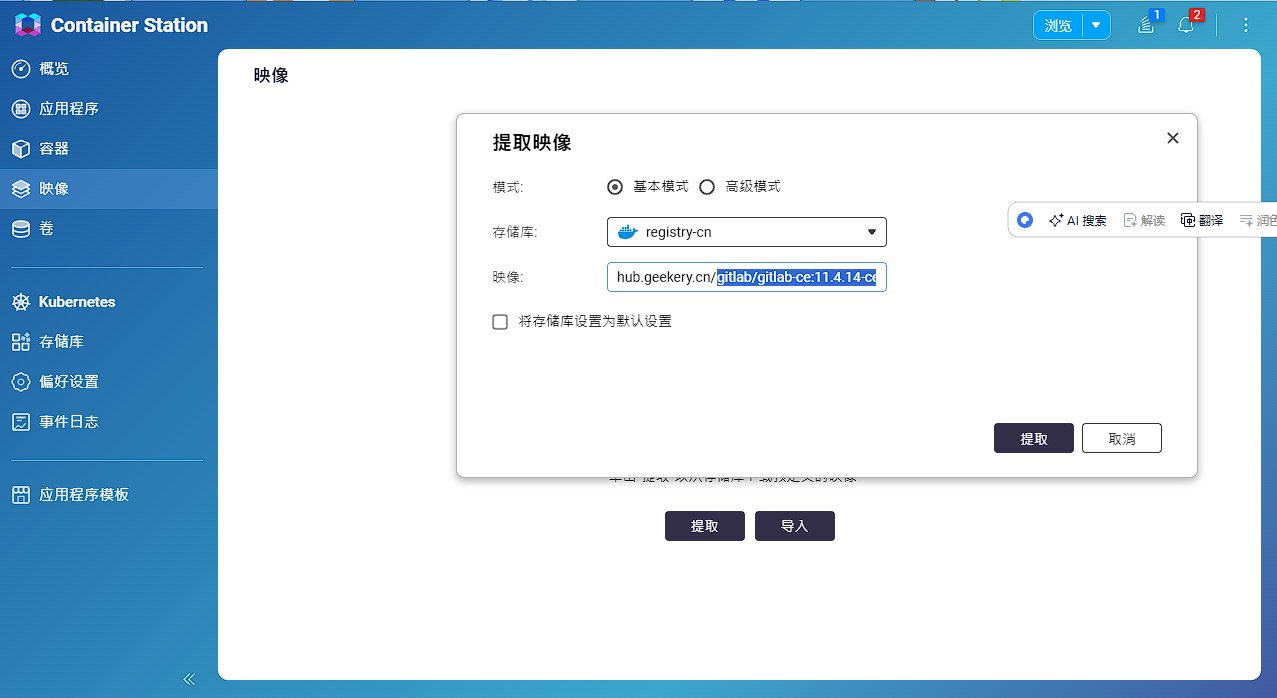 Container Station
浏览
1
2
概览
应用程序
容器
映像
卷
Kubernetes
存储库
偏好设置
事件日志
应用程序模板
映像
提取映像
模式:
基本模式
高级模式
存储库:
registry-cn
映像:
hub.geekery.cn/gitlab/gitlab-ce:11.4.14-ce
将存储库设置为默认设置
提取
取消
AI 搜索
解读
翻译
润色
提取
导入